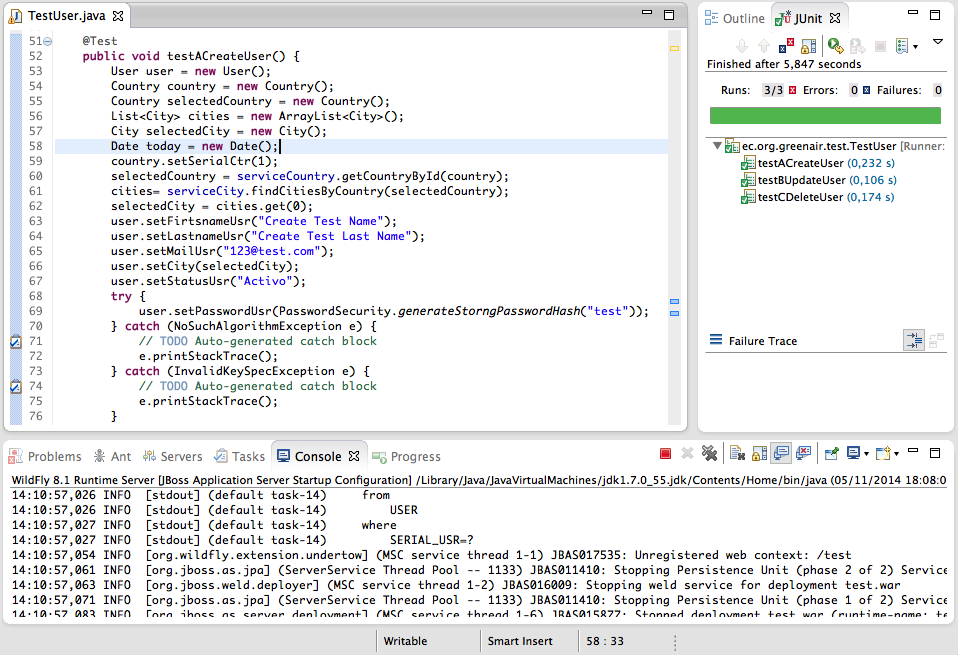 TestUser.java
51 @Test
52 public void testACreateUser() {
53 User user = new User();
54 Country country = new Country();
55 Country selectedCountry = new Country();
56 List<City> cities = new ArrayList<City>();
57 City selectedCity = new City();
58 Date today = new Date();
59 country.setSerialCtr(1);
60 selectedCountry = serviceCountry.getCountryById(country);
61 cities= serviceCity.findCitiesByCountry(selectedCountry);
62 selectedCity = cities.get(0);
63 user.setFirtsnameUsr("Create Test Name");
64 user.setLastnameUsr("Create Test Last Name");
65 user.setMailUsr("123@test.com");
66 user.setCity(selectedCity);
67 user.setStatusUsr("Activo");
68 try {
69 user.setPasswordUsr(PasswordSecurity.generateStorngPasswordHash("test"));
70 } catch (NoSuchAlgorithmException e) {
71 // TODO Auto-generated catch block
72 e.printStackTrace();
73 } catch (InvalidKeySpecException e) {
74 // TODO Auto-generated catch block
75 e.printStackTrace();
76 }
Outline JUnit
Finished after 5,847 seconds
Runs: 3/3 Errors: 0 Failures: 0
ec.org.greenair.test.TestUser [Runner:
testACreateUser (0,232 s)
testBUpdateUser (0,106 s)
testCDeleteUser (0,174 s)
Failure Trace
Problems Ant Servers Tasks Console Progress
WildFly 8.1 Runtime Server [JBoss Application Server Startup Configuration] /Library/Java/JavaVirtualMachines/jdk1.7.0_55.jdk/Contents/Home/bin/java (05/11/2014 18:08:0
14:10:57,026 INFO [stdout] (default task-14) from
14:10:57,026 INFO [stdout] (default task-14) USER
14:10:57,027 INFO [stdout] (default task-14) where
14:10:57,027 INFO [stdout] (default task-14) SERIAL_USR=?
14:10:57,054 INFO [org.wildfly.extension.undertow] (MSC service thread 1-1) JBAS017535: Unregistered web context: /test
14:10:57,061 INFO [org.jboss.as.jpa] (ServerService Thread Pool -- 1133) JBAS011410: Stopping Persistence Unit (phase 2 of 2) Service
14:10:57,063 INFO [org.jboss.weld.deployer] (MSC service thread 1-2) JBAS016009: Stopping weld service for deployment test.war
14:10:57,071 INFO [org.jboss.as.jpa] (ServerService Thread Pool -- 1133) JBAS011410: Stopping Persistence Unit (phase 1 of 2) Service
14:10:57,083 INFO [org.jboss.as.server.deployment] (MSC service thread 1-6) JBAS015877: Stopped deployment test.war (runtime-name: te
Writable Smart Insert 58 : 33